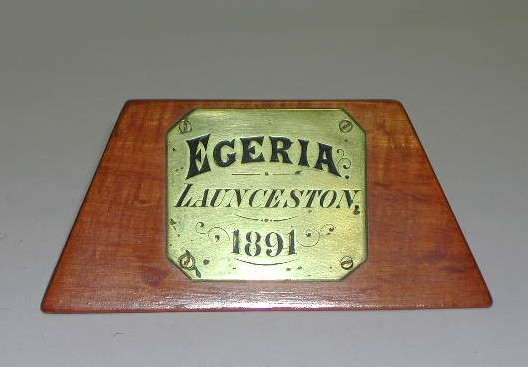 EGERIA.
LAUNCESTON,
1891